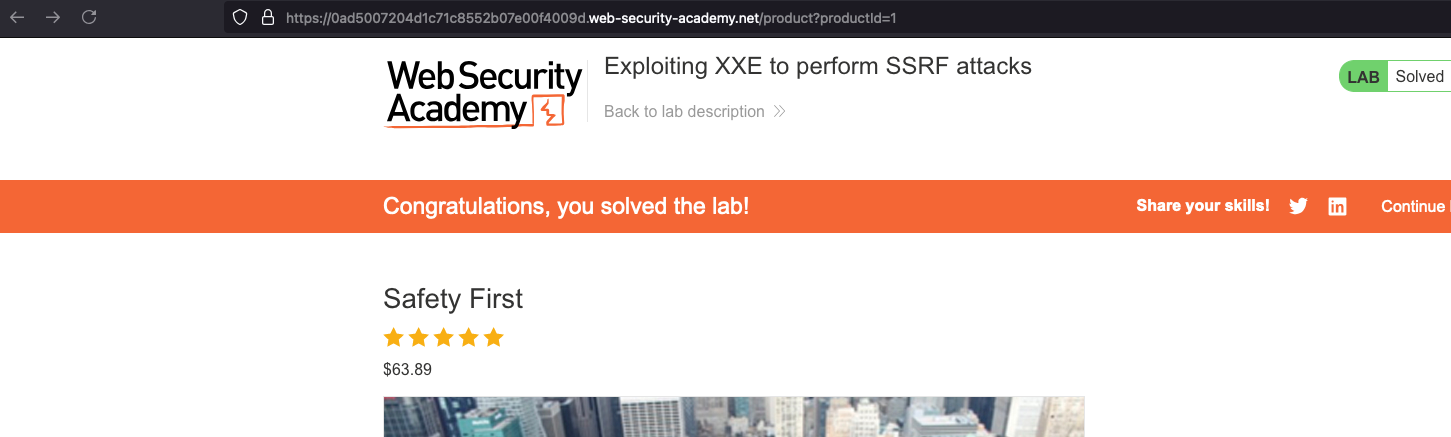 https://0ad5007204d1c71c8552b07e00f4009d.web-security-academy.net/product?productId=1
Web Security
Academy
Exploiting XXE to perform SSRF attacks
Back to lab description
LAB Solved
Congratulations, you solved the lab!
Share your skills!
Continue
Safety First
$63.89